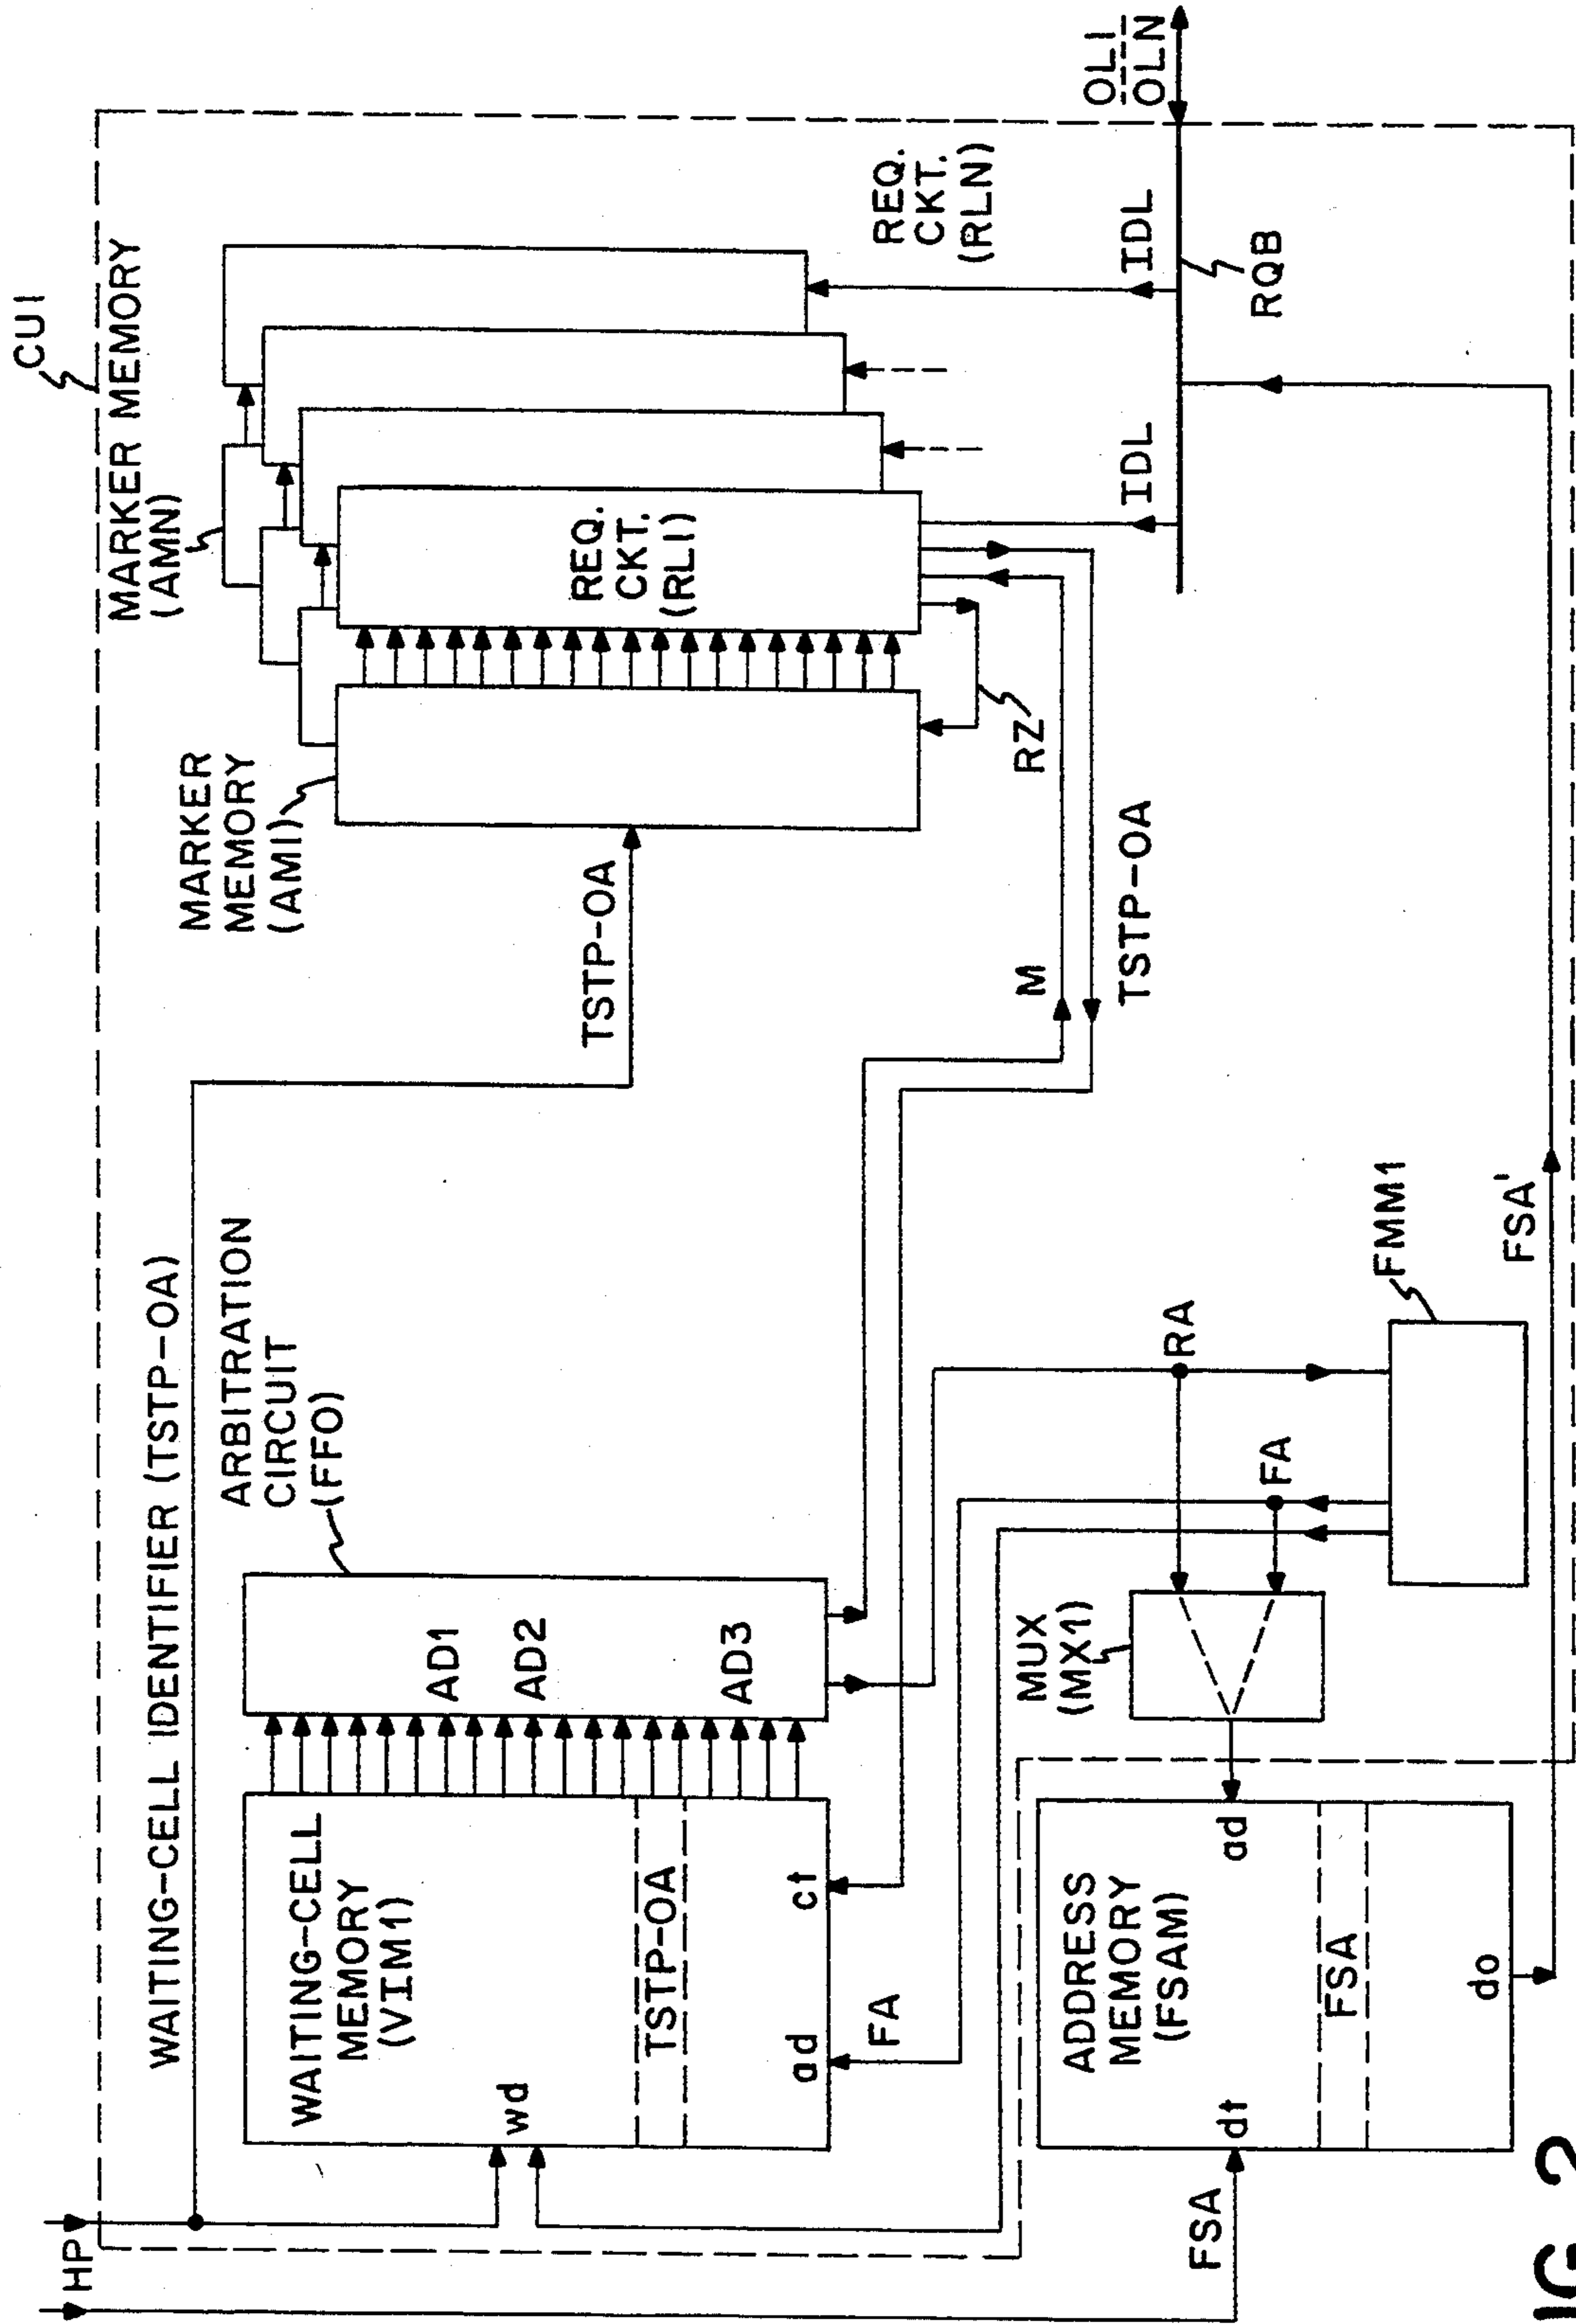 HP
CU1
WAITING-CELL IDENTIFIER (TSTP-OA)
WAITING-CELL
MEMORY
(VIM1)
wd
TSTP-OA
ad
ct
ARBITRATION
CIRCUIT
(FFO)
AD1
AD2
AD3
TSTP-OA
MARKER
MEMORY
(AM1)
MARKER MEMORY
(AMN)
REQ.
CKT.
(RL1)
REQ.
CKT.
(RLN)
RZ
M
TSTP-OA
IDL
IDL
RQB
OL1
OLN
FA
FA
RA
MUX
(MX1)
FMM1
FSA
ADDRESS
MEMORY
(FSAM)
dt
ad
FSA
do
FSA'
IG 2